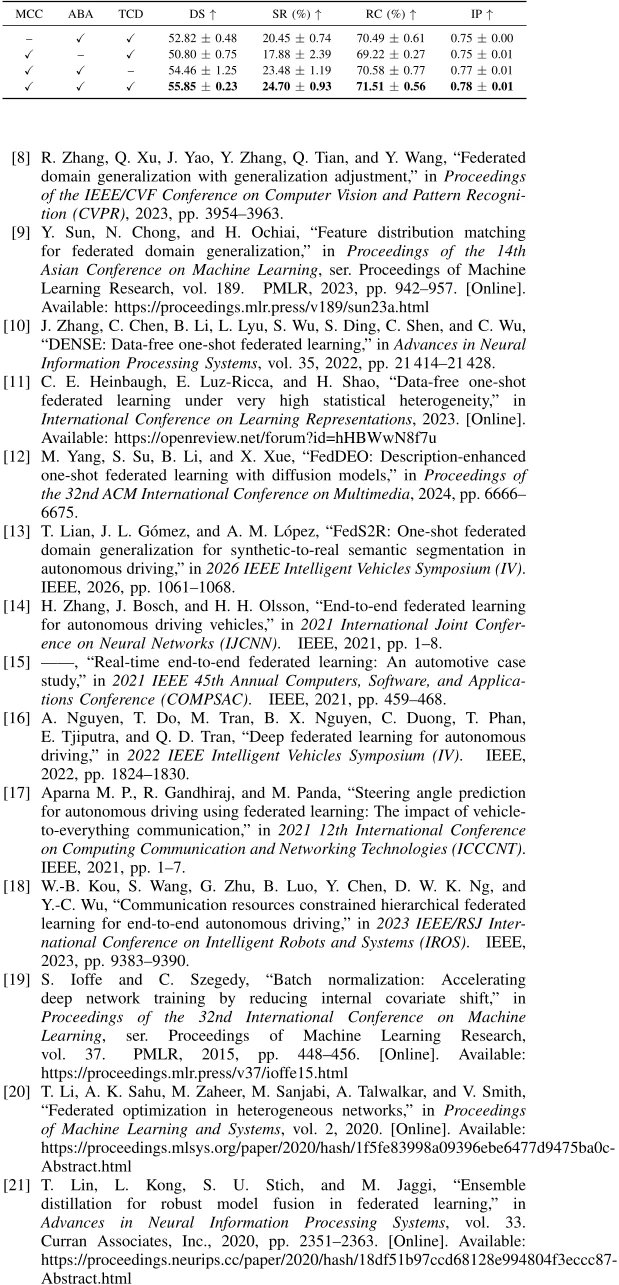 MCC ABA TCD DS ↑ SR (%) ↑ RC (%) ↑ IP ↑
– ✓ ✓ 52.82 ± 0.48 20.45 ± 0.74 70.49 ± 0.61 0.75 ± 0.00
✓ – ✓ 50.80 ± 0.75 17.88 ± 2.39 69.22 ± 0.27 0.75 ± 0.01
✓ ✓ – 54.46 ± 1.25 23.48 ± 1.19 70.58 ± 0.77 0.77 ± 0.01
✓ ✓ ✓ 55.85 ± 0.23 24.70 ± 0.93 71.51 ± 0.56 0.78 ± 0.01
[8] R. Zhang, Q. Xu, J. Yao, Y. Zhang, Q. Tian, and Y. Wang, “Federated
domain generalization with generalization adjustment,” in Proceedings
of the IEEE/CVF Conference on Computer Vision and Pattern Recogni-
tion (CVPR), 2023, pp. 3954–3963.
[9] Y. Sun, N. Chong, and H. Ochiai, “Feature distribution matching
for federated domain generalization,” in Proceedings of the 14th
Asian Conference on Machine Learning, ser. Proceedings of Machine
Learning Research, vol. 189. PMLR, 2023, pp. 942–957. [Online].
Available: https://proceedings.mlr.press/v189/sun23a.html
[10] J. Zhang, C. Chen, B. Li, L. Lyu, S. Wu, S. Ding, C. Shen, and C. Wu,
“DENSE: Data-free one-shot federated learning,” in Advances in Neural
Information Processing Systems, vol. 35, 2022, pp. 21 414–21 428.
[11] C. E. Heinbaugh, E. Luz-Ricca, and H. Shao, “Data-free one-shot
federated learning under very high statistical heterogeneity,” in
International Conference on Learning Representations, 2023. [Online].
Available: https://openreview.net/forum?id=hHBWwN8f7u
[12] M. Yang, S. Su, B. Li, and X. Xue, “FedDEO: Description-enhanced
one-shot federated learning with diffusion models,” in Proceedings of
the 32nd ACM International Conference on Multimedia, 2024, pp. 6666–
6675.
[13] T. Lian, J. L. Gómez, and A. M. López, “FedS2R: One-shot federated
domain generalization for synthetic-to-real semantic segmentation in
autonomous driving,” in 2026 IEEE Intelligent Vehicles Symposium (IV).
IEEE, 2026, pp. 1061–1068.
[14] H. Zhang, J. Bosch, and H. H. Olsson, “End-to-end federated learning
for autonomous driving vehicles,” in 2021 International Joint Confer-
ence on Neural Networks (IJCNN). IEEE, 2021, pp. 1–8.
[15] ——, “Real-time end-to-end federated learning: An automotive case
study,” in 2021 IEEE 45th Annual Computers, Software, and Applica-
tions Conference (COMPSAC). IEEE, 2021, pp. 459–468.
[16] A. Nguyen, T. Do, M. Tran, B. X. Nguyen, C. Duong, T. Phan,
E. Tjiputra, and Q. D. Tran, “Deep federated learning for autonomous
driving,” in 2022 IEEE Intelligent Vehicles Symposium (IV). IEEE,
2022, pp. 1824–1830.
[17] Aparna M. P., R. Gandhiraj, and M. Panda, “Steering angle prediction
for autonomous driving using federated learning: The impact of vehicle-
to-everything communication,” in 2021 12th International Conference
on Computing Communication and Networking Technologies (ICCCNT).
IEEE, 2021, pp. 1–7.
[18] W.-B. Kou, S. Wang, G. Zhu, B. Luo, Y. Chen, D. W. K. Ng, and
Y.-C. Wu, “Communication resources constrained hierarchical federated
learning for end-to-end autonomous driving,” in 2023 IEEE/RSJ Inter-
national Conference on Intelligent Robots and Systems (IROS). IEEE,
2023, pp. 9383–9390.
[19] S. Ioffe and C. Szegedy, “Batch normalization: Accelerating
deep network training by reducing internal covariate shift,” in
Proceedings of the 32nd International Conference on Machine
Learning, ser. Proceedings of Machine Learning Research,
vol. 37. PMLR, 2015, pp. 448–456. [Online]. Available:
https://proceedings.mlr.press/v37/ioffe15.html
[20] T. Li, A. K. Sahu, M. Zaheer, M. Sanjabi, A. Talwalkar, and V. Smith,
“Federated optimization in heterogeneous networks,” in Proceedings
of Machine Learning and Systems, vol. 2, 2020. [Online]. Available:
https://proceedings.mlsys.org/paper/2020/hash/1f5fe83998a09396ebe6477d9475ba0c-
Abstract.html
[21] T. Lin, L. Kong, S. U. Stich, and M. Jaggi, “Ensemble
distillation for robust model fusion in federated learning,” in
Advances in Neural Information Processing Systems, vol. 33.
Curran Associates, Inc., 2020, pp. 2351–2363. [Online]. Available:
https://proceedings.neurips.cc/paper/2020/hash/18df51b97ccd68128e994804f3eccc87-
Abstract.html